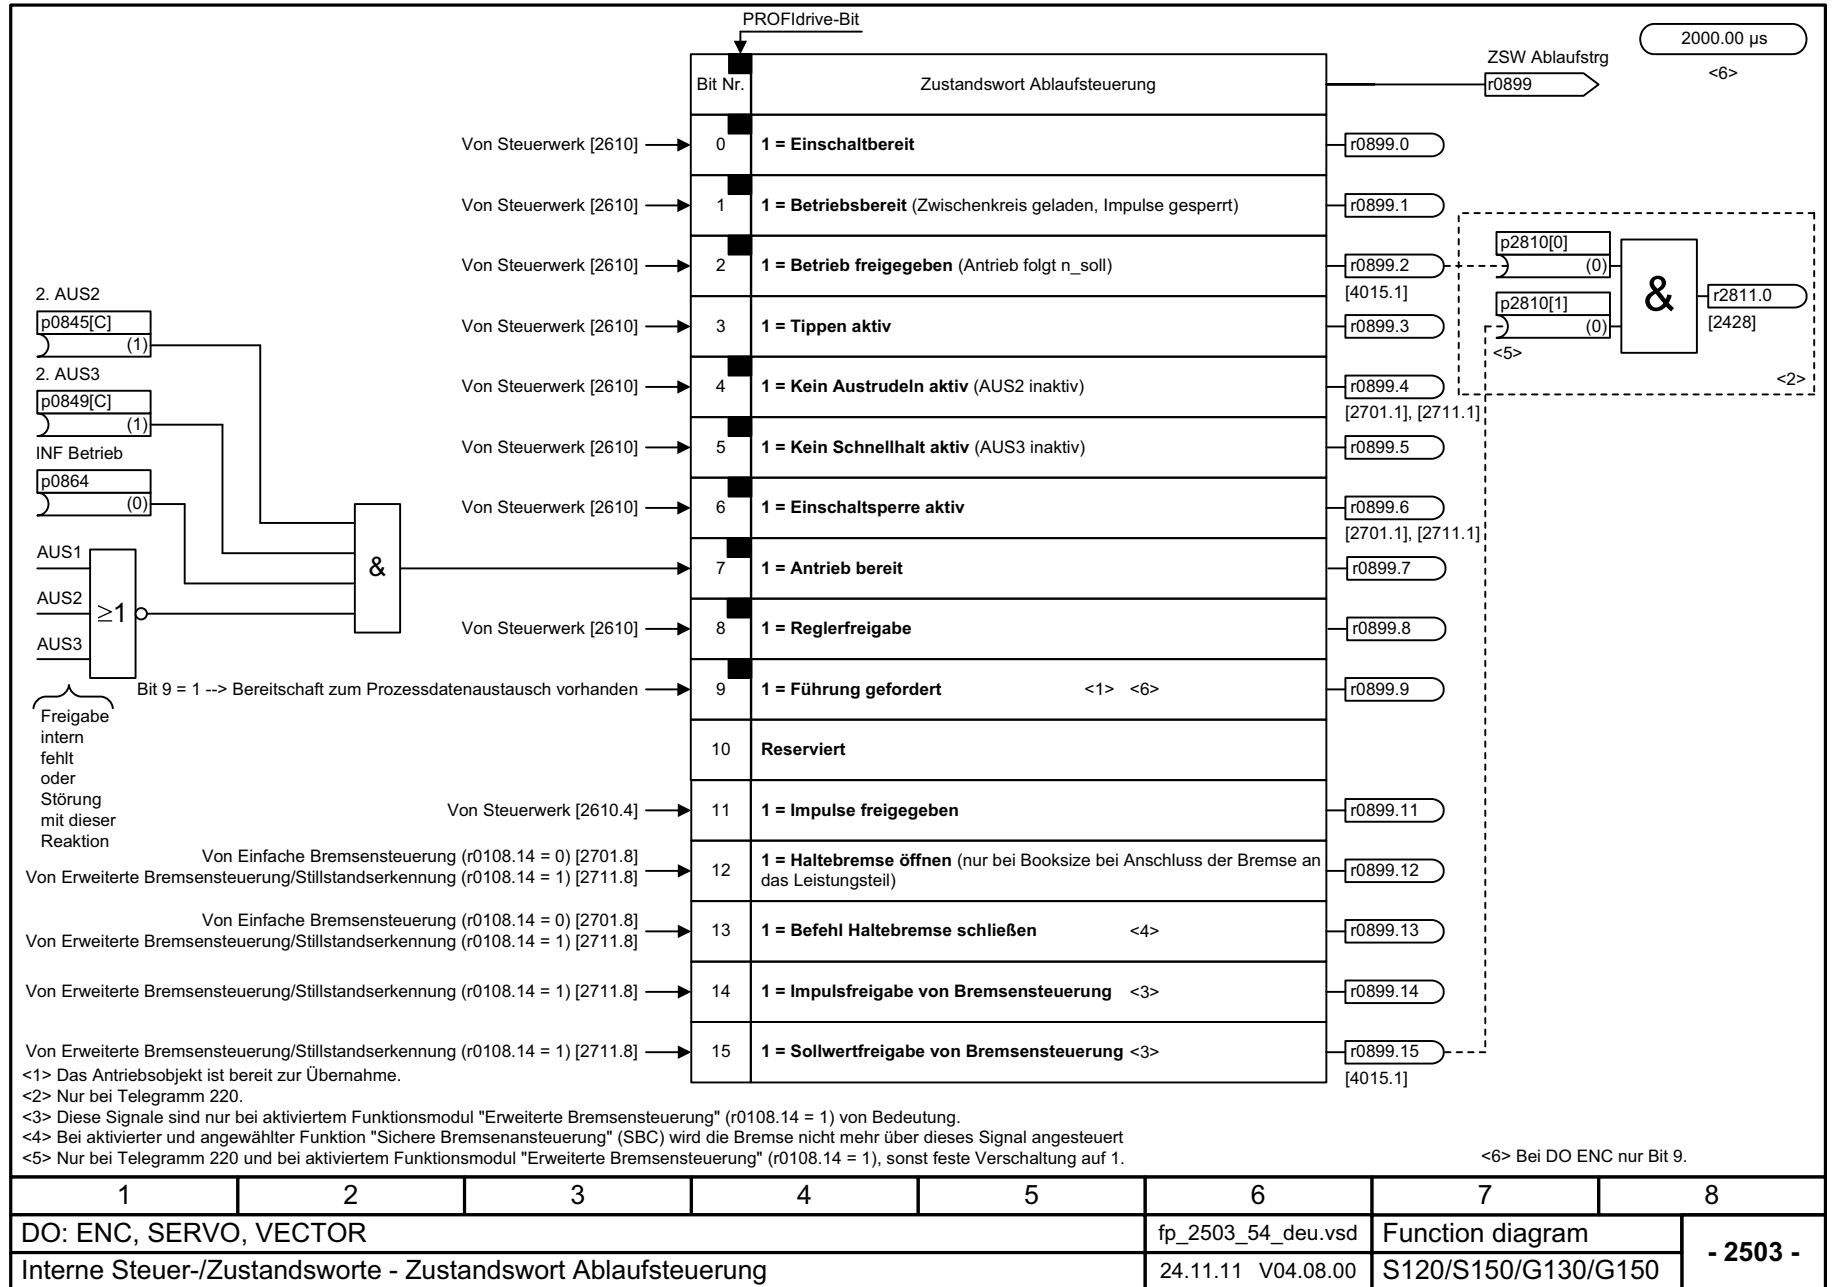 PROFIdrive-Bit
2000.00 µs
<6>
ZSW Ablaufstrg
r0899
Bit Nr. Zustandswort Ablaufsteuerung
Von Steuerwerk [2610] 0 1 = Einschaltbereit r0899.0
Von Steuerwerk [2610] 1 1 = Betriebsbereit (Zwischenkreis geladen, Impulse gesperrt) r0899.1
Von Steuerwerk [2610] 2 1 = Betrieb freigegeben (Antrieb folgt n_soll) r0899.2
[4015.1]
p2810[0]
(0)
p2810[1]
(0)
<5>
&
r2811.0
[2428]
<2>
2. AUS2
p0845[C]
(1)
2. AUS3
p0849[C]
(1)
INF Betrieb
p0864
(0)
AUS1
AUS2
AUS3
≥1
&
Freigabe
intern
fehlt
oder
Störung
mit dieser
Reaktion
Von Steuerwerk [2610] 3 1 = Tippen aktiv r0899.3
Von Steuerwerk [2610] 4 1 = Kein Austrudeln aktiv (AUS2 inaktiv) r0899.4
[2701.1], [2711.1]
Von Steuerwerk [2610] 5 1 = Kein Schnellhalt aktiv (AUS3 inaktiv) r0899.5
Von Steuerwerk [2610] 6 1 = Einschaltsperre aktiv r0899.6
[2701.1], [2711.1]
7 1 = Antrieb bereit r0899.7
Von Steuerwerk [2610] 8 1 = Reglerfreigabe r0899.8
Bit 9 = 1 --> Bereitschaft zum Prozessdatenaustausch vorhanden 9 1 = Führung gefordert <1> <6> r0899.9
10 Reserviert
Von Steuerwerk [2610.4] 11 1 = Impulse freigegeben r0899.11
Von Einfache Bremsensteuerung (r0108.14 = 0) [2701.8]
Von Erweiterte Bremsensteuerung/Stillstandserkennung (r0108.14 = 1) [2711.8]
12 1 = Haltebremse öffnen (nur bei Booksize bei Anschluss der Bremse an
das Leistungsteil)
r0899.12
Von Einfache Bremsensteuerung (r0108.14 = 0) [2701.8]
Von Erweiterte Bremsensteuerung/Stillstandserkennung (r0108.14 = 1) [2711.8]
13 1 = Befehl Haltebremse schließen <4> r0899.13
Von Erweiterte Bremsensteuerung/Stillstandserkennung (r0108.14 = 1) [2711.8] 14 1 = Impulsfreigabe von Bremsensteuerung <3> r0899.14
Von Erweiterte Bremsensteuerung/Stillstandserkennung (r0108.14 = 1) [2711.8] 15 1 = Sollwertfreigabe von Bremsensteuerung <3> r0899.15
[4015.1]
<1> Das Antriebsobjekt ist bereit zur Übernahme.
<2> Nur bei Telegramm 220.
<3> Diese Signale sind nur bei aktiviertem Funktionsmodul "Erweiterte Bremsensteuerung" (r0108.14 = 1) von Bedeutung.
<4> Bei aktivierter und angewählter Funktion "Sichere Bremsenansteuerung" (SBC) wird die Bremse nicht mehr über dieses Signal angesteuert
<5> Nur bei Telegramm 220 und bei aktiviertem Funktionsmodul "Erweiterte Bremsensteuerung" (r0108.14 = 1), sonst feste Verschaltung auf 1.
<6> Bei DO ENC nur Bit 9.
1 2 3 4 5 6 7 8
DO: ENC, SERVO, VECTOR fp_2503_54_deu.vsd Function diagram
- 2503 -
Interne Steuer-/Zustandsworte - Zustandswort Ablaufsteuerung 24.11.11 V04.08.00 S120/S150/G130/G150